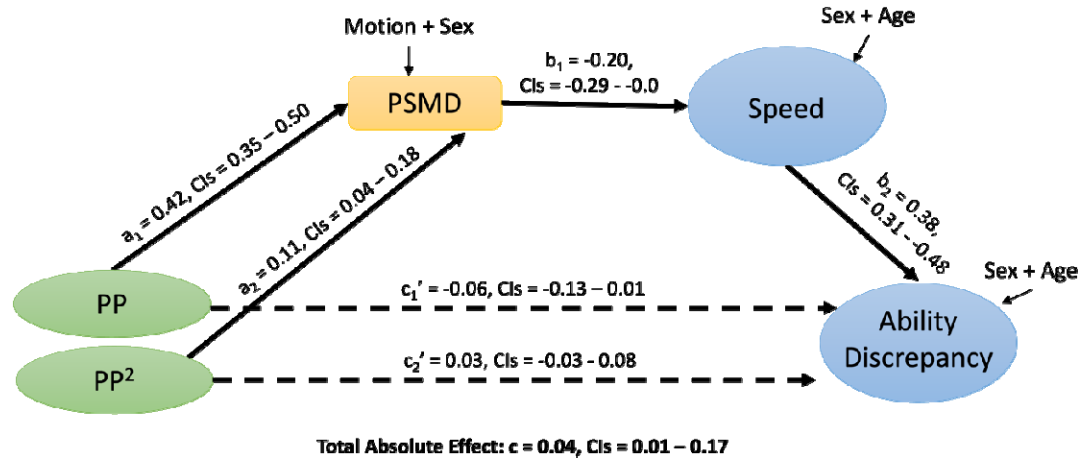 Motion + Sex
Sex + Age
b₁ = -0.20,
CIs = -0.29 - -0.0
PSMD
Speed
a₁ = 0.42, CIs = 0.35 – 0.50
a₂ = 0.11, CIs = 0.04 – 0.18
b₂ = 0.38,
CIs = 0.31 - -0.48
Sex + Age
PP
c₁’ = -0.06, CIs = -0.13 – 0.01
Ability
Discrepancy
PP²
c₂’ = 0.03, CIs = -0.03 - 0.08
Total Absolute Effect: c = 0.04, CIs = 0.01 – 0.17